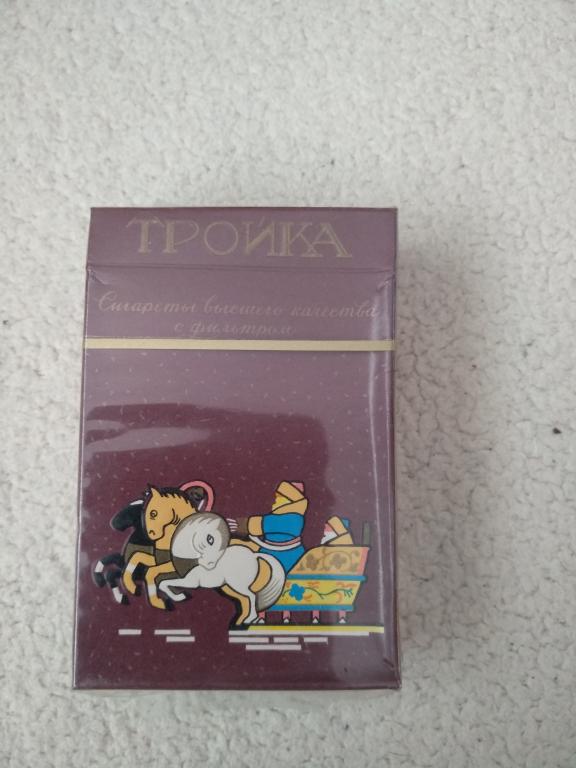 ТРОЙКА
Сигареты высшего качества
с фильтром